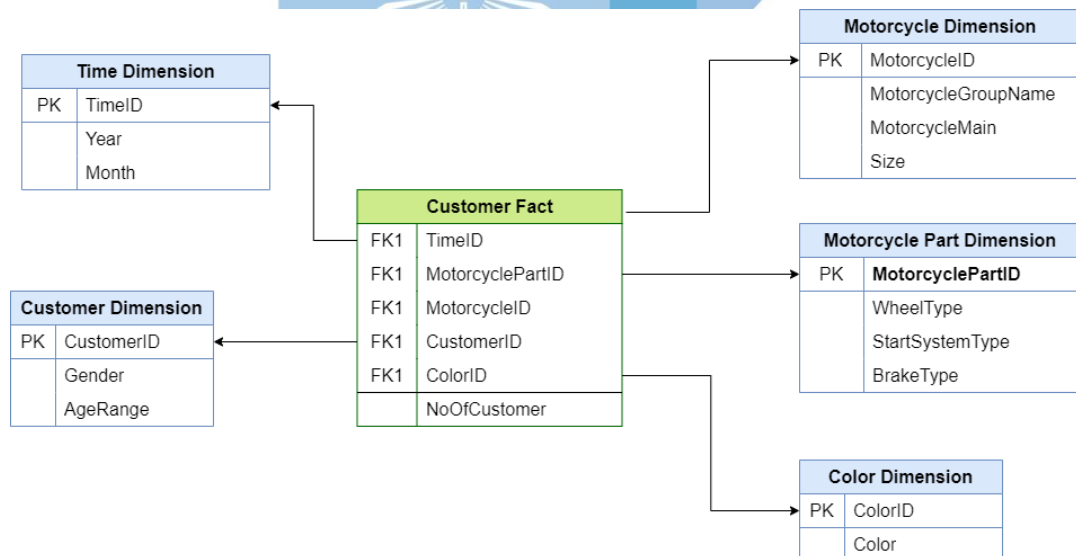 Time Dimension
PK TimeID
Year
Month
Customer Dimension
PK CustomerID
Gender
AgeRange
Customer Fact
FK1 TimeID
FK1 MotorcyclePartID
FK1 MotorcycleID
FK1 CustomerID
FK1 ColorID
NoOfCustomer
Motorcycle Dimension
PK MotorcycleID
MotorcycleGroupName
MotorcycleMain
Size
Motorcycle Part Dimension
PK MotorcyclePartID
WheelType
StartSystemType
BrakeType
Color Dimension
PK ColorID
Color